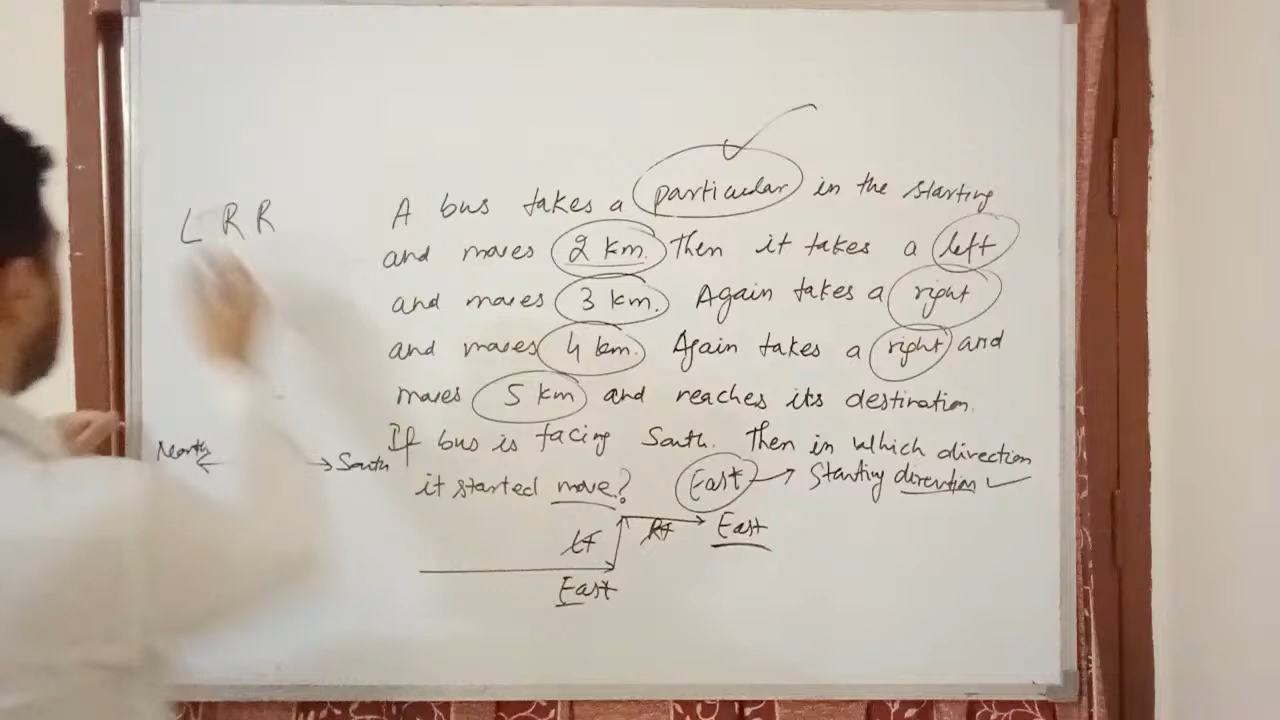 L R R
A bus takes a particular in the starting
and moves 2 km. Then it takes a left
and moves 3 km. Again takes a right
and moves 4 km. Again takes a right and
moves 5 km and reaches its destination.
If bus is facing South. Then in which direction
it started move? East → Starting direction ✓
North ← → South
LT RT East
East